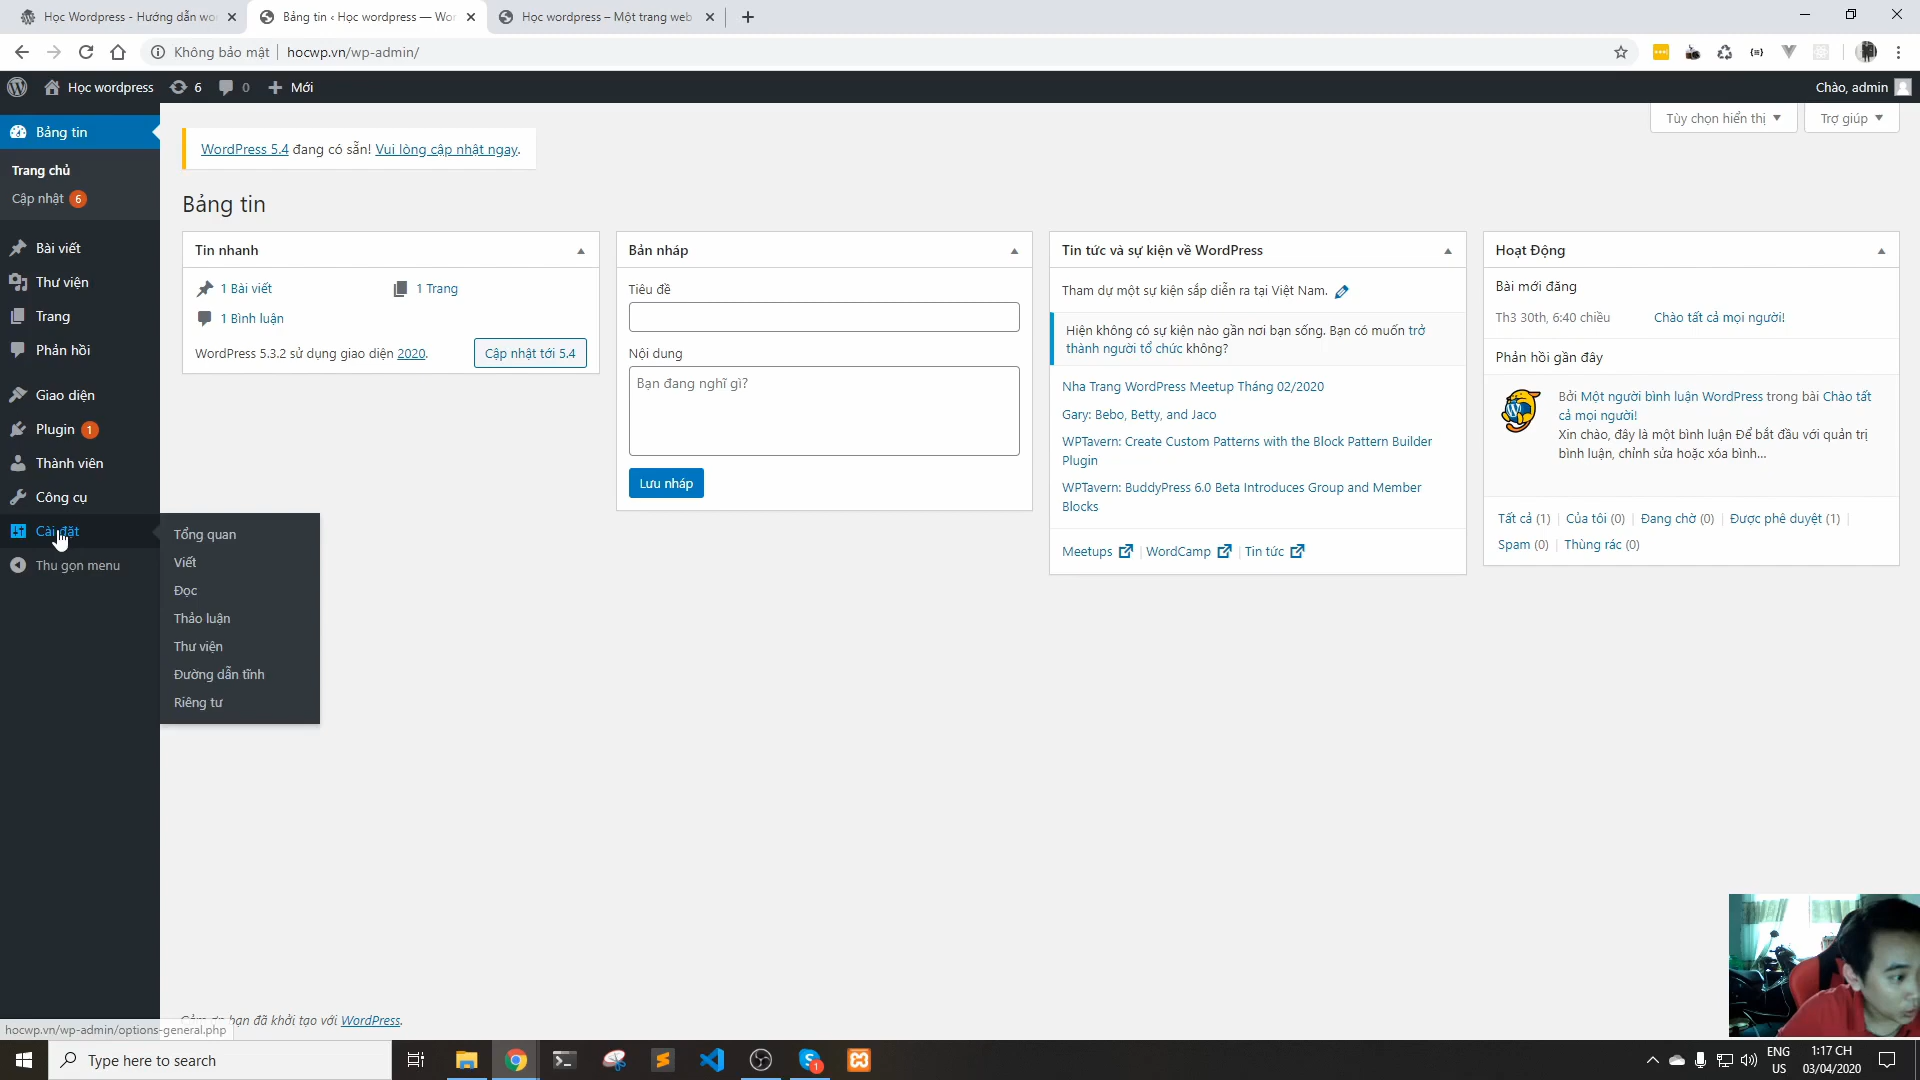 Học Wordpress - Hướng dẫn wo
Bảng tin ‹ Học wordpress — Wor
Học wordpress – Một trang web
Không bảo mật
hocwp.vn/wp-admin/
Học wordpress
6
0
Mới
Chào, admin
Bảng tin
Trang chủ
Cập nhật 6
Bài viết
Thư viện
Trang
Phản hồi
Giao diện
Plugin 1
Thành viên
Công cụ
Cài đặt
Thu gọn menu
Tổng quan
Viết
Đọc
Thảo luận
Thư viện
Đường dẫn tĩnh
Riêng tư
Tùy chọn hiển thị
Trợ giúp
WordPress 5.4 đang có sẵn! Vui lòng cập nhật ngay.
Bảng tin
Tin nhanh
1 Bài viết
1 Trang
1 Bình luận
WordPress 5.3.2 sử dụng giao diện 2020.
Cập nhật tới 5.4
Bản nháp
Tiêu đề
Nội dung
Bạn đang nghĩ gì?
Lưu nháp
Tin tức và sự kiện về WordPress
Tham dự một sự kiện sắp diễn ra tại Việt Nam.
Hiện không có sự kiện nào gần nơi bạn sống. Bạn có muốn trở
thành người tổ chức không?
Nha Trang WordPress Meetup Tháng 02/2020
Gary: Bebo, Betty, and Jaco
WPTavern: Create Custom Patterns with the Block Pattern Builder
Plugin
WPTavern: BuddyPress 6.0 Beta Introduces Group and Member
Blocks
Meetups | WordCamp | Tin tức
Hoạt Động
Bài mới đăng
Th3 30th, 6:40 chiều
Chào tất cả mọi người!
Phản hồi gần đây
Bởi Một người bình luận WordPress trong bài Chào tất
cả mọi người!
Xin chào, đây là một bình luận Để bắt đầu với quản trị
bình luận, chỉnh sửa hoặc xóa bình...
Tất cả (1) | Của tôi (0) | Đang chờ (0) | Được phê duyệt (1) |
Spam (0) | Thùng rác (0)
bạn đã khởi tạo với WordPress.
hocwp.vn/wp-admin/options-general.php
Type here to search
ENG
US
1:17 CH
03/04/2020